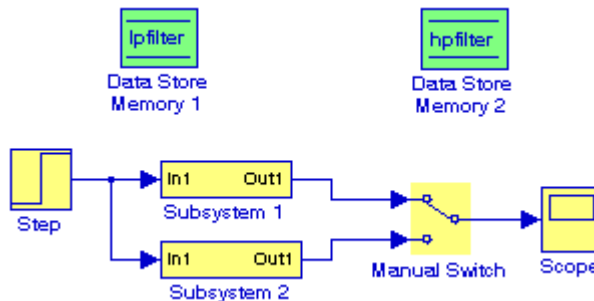 lpfilter
Data Store
Memory 1
hpfilter
Data Store
Memory 2
Step
In1 Out1
Subsystem 1
In1 Out1
Subsystem 2
Manual Switch
Scope